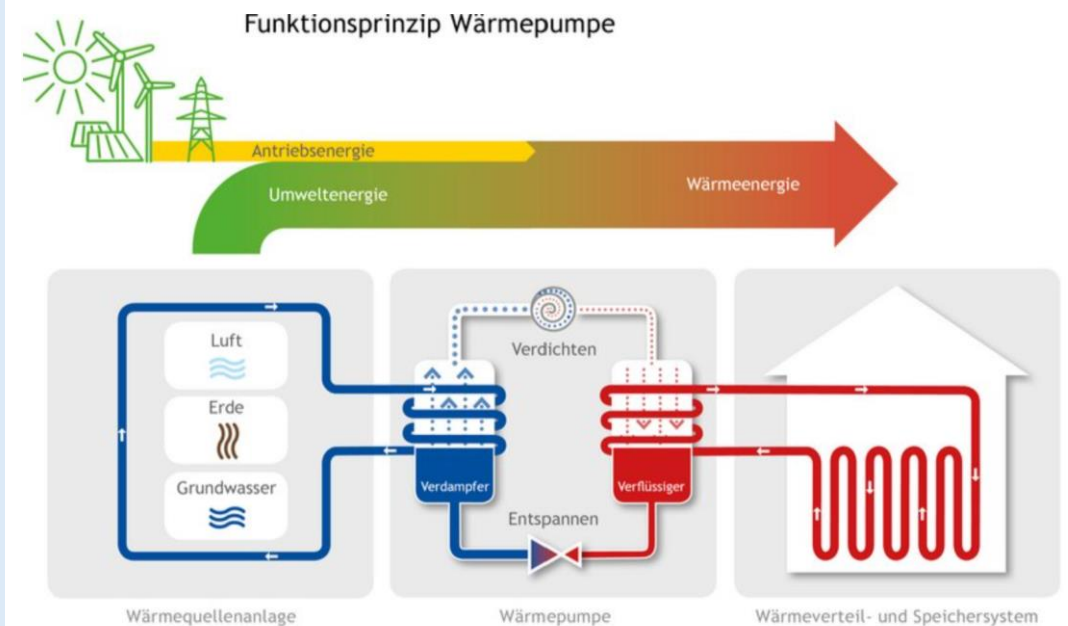 Funktionsprinzip Wärmepumpe
Antriebsenergie
Umweltenergie
Wärmeenergie
Luft
Erde
Grundwasser
Verdichten
Verdampfer
Verflüssiger
Entspannen
Wärmequellenanlage
Wärmepumpe
Wärmeverteil- und Speichersystem